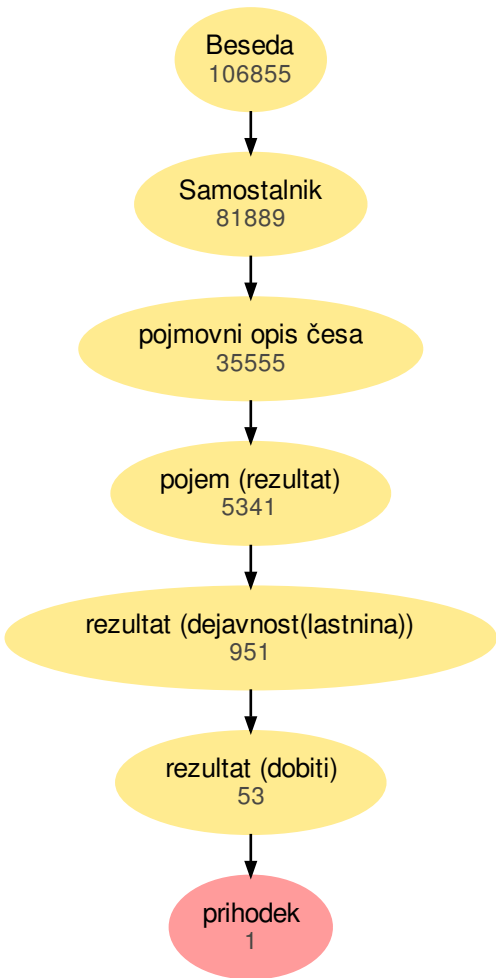 Beseda
106855
Samostalnik
81889
pojmovni opis česa
35555
pojem (rezultat)
5341
rezultat (dejavnost(lastnina))
951
rezultat (dobiti)
53
prihodek
1